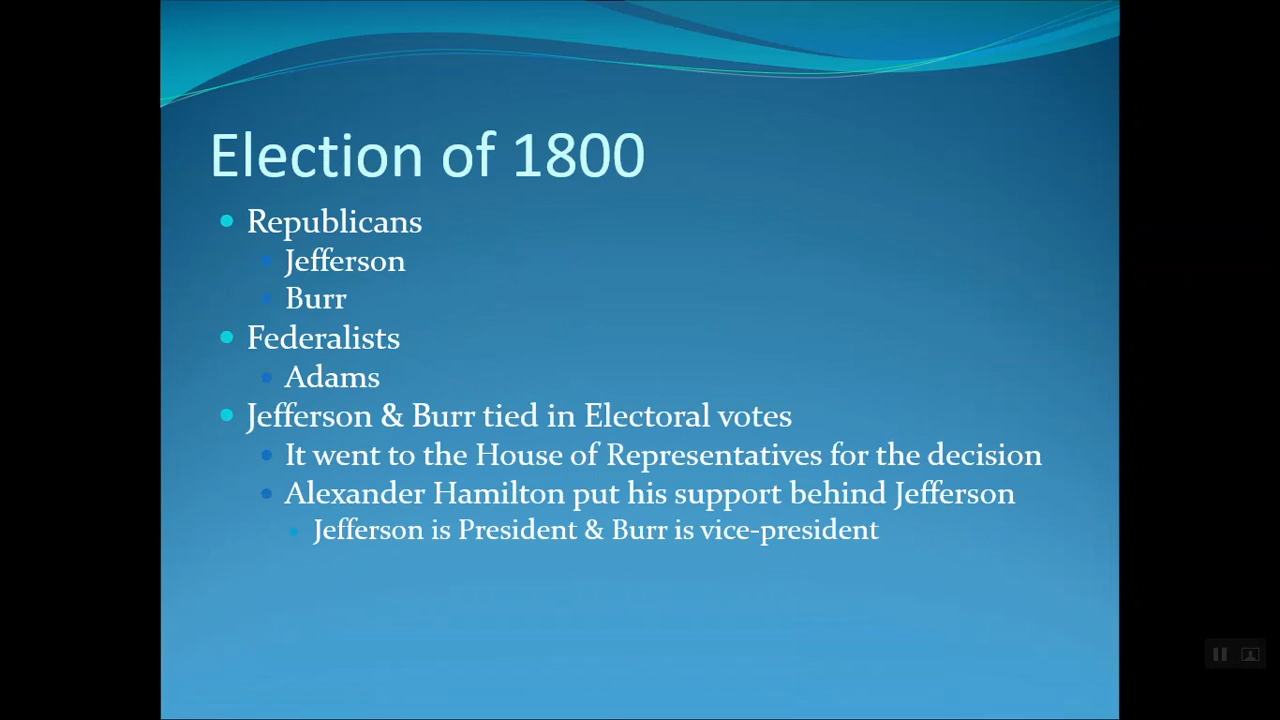 Election of 1800
Republicans
Jefferson
Burr
Federalists
Adams
Jefferson & Burr tied in Electoral votes
It went to the House of Representatives for the decision
Alexander Hamilton put his support behind Jefferson
Jefferson is President & Burr is vice-president